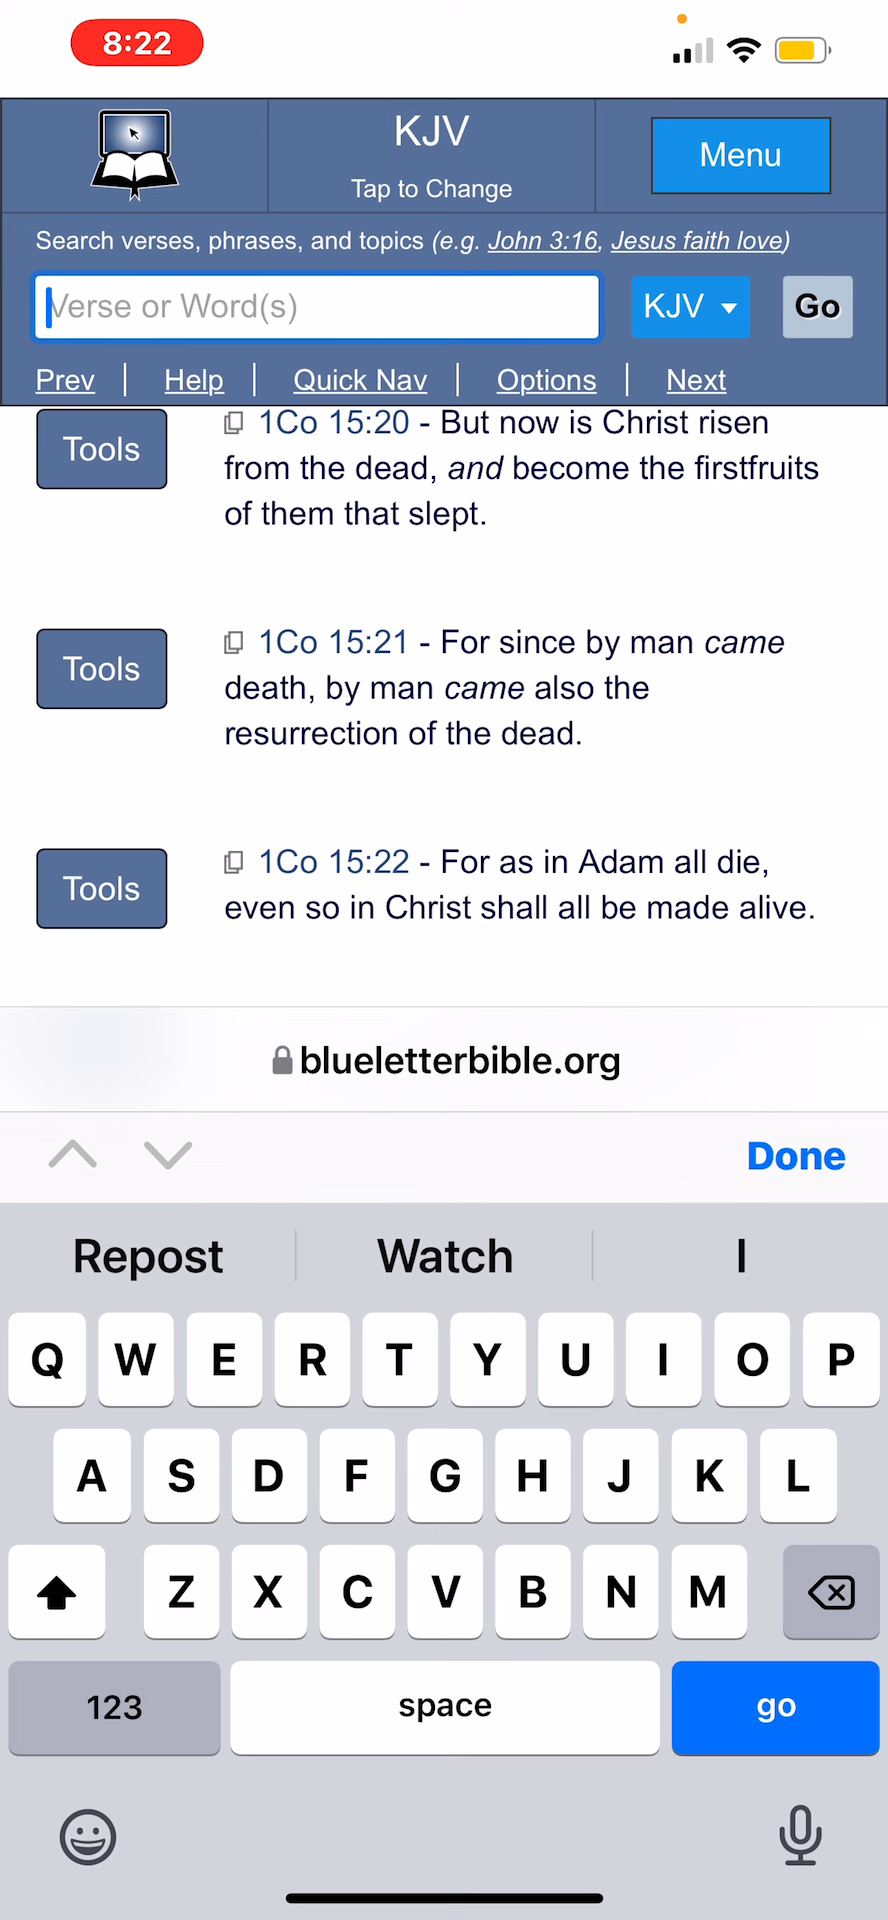 8:22
KJV
Tap to Change
Menu
Search verses, phrases, and topics (e.g. John 3:16, Jesus faith love)
Verse or Word(s)
KJV
Go
Prev | Help | Quick Nav | Options | Next
Tools
1Co 15:20 - But now is Christ risen
from the dead, and become the firstfruits
of them that slept.
Tools
1Co 15:21 - For since by man came
death, by man came also the
resurrection of the dead.
Tools
1Co 15:22 - For as in Adam all die,
even so in Christ shall all be made alive.
blueletterbible.org
Done
Repost Watch I
Q W E R T Y U I O P
A S D F G H J K L
Z X C V B N M
123 space go